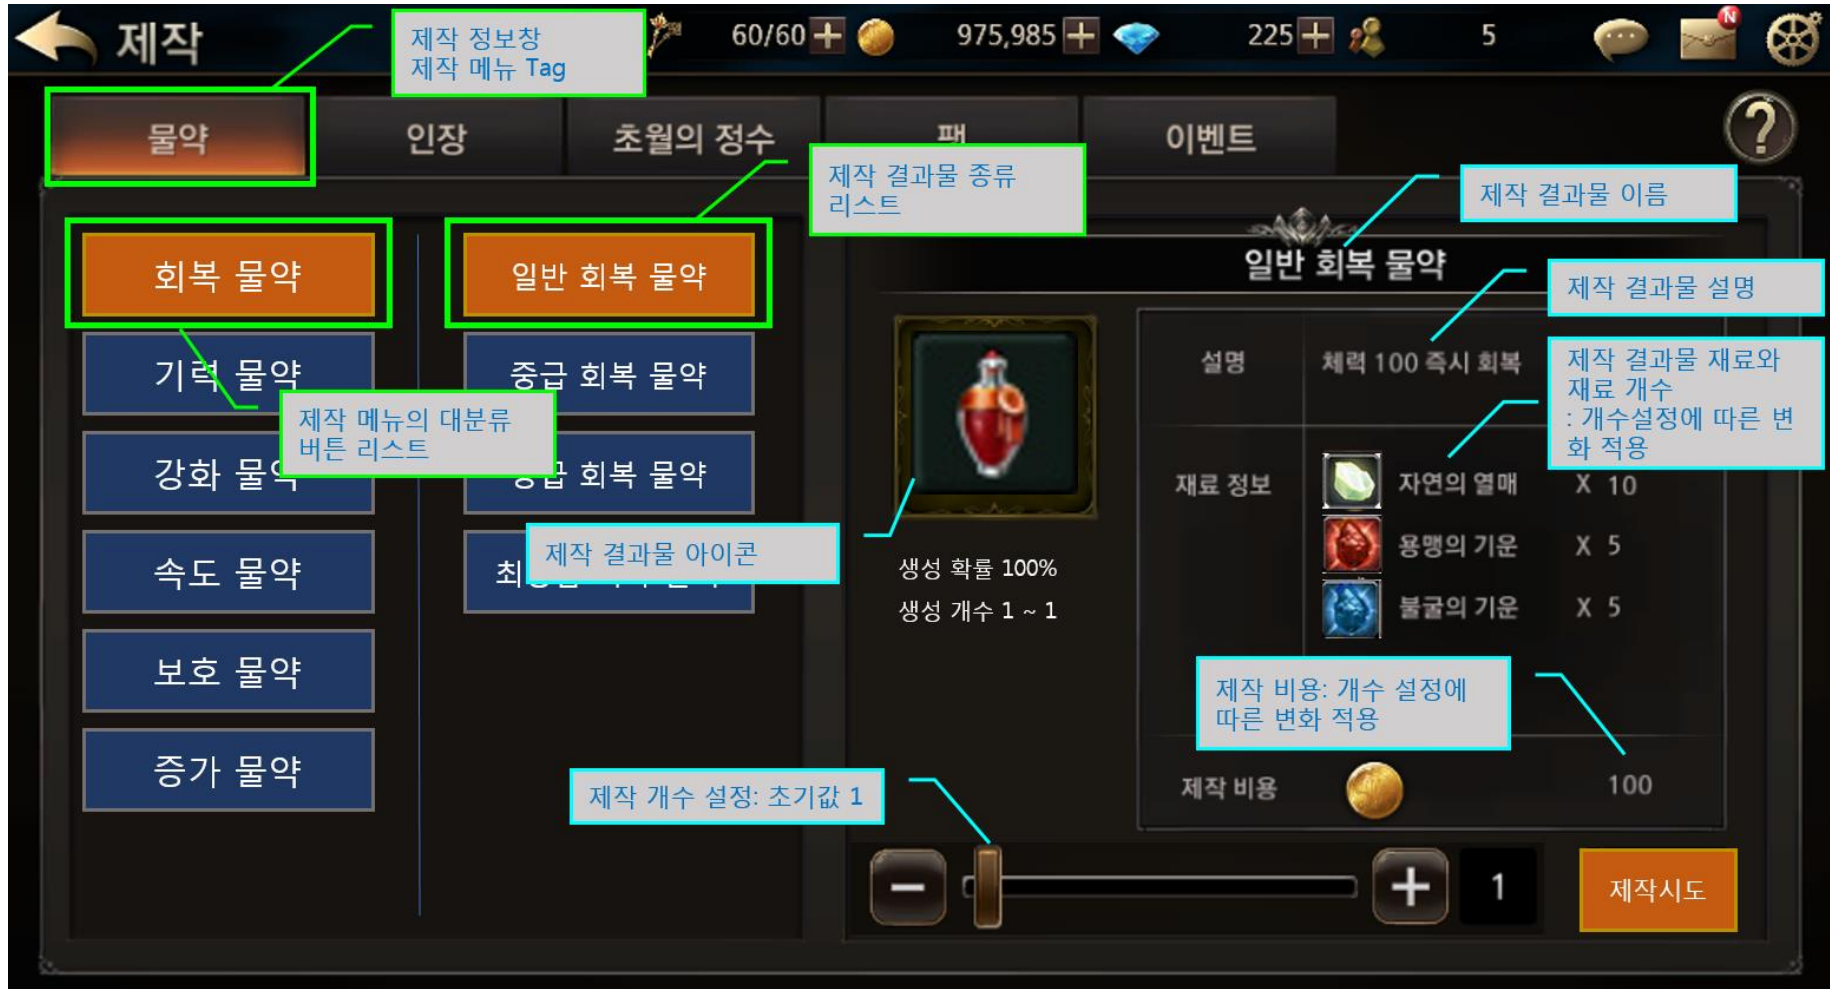 제작
제작 정보창
제작 메뉴 Tag
60/60
975,985
225
5
N
물약
인장
초월의 정수
팩
이벤트
?
제작 결과물 종류
리스트
제작 결과물 이름
회복 물약
기력 물약
강화 물약
속도 물약
보호 물약
증가 물약
제작 메뉴의 대분류
버튼 리스트
일반 회복 물약
중급 회복 물약
회복 물약
제작 결과물 아이콘
일반 회복 물약
제작 결과물 설명
설명
체력 100 즉시 회복
제작 결과물 재료와
재료 개수
: 개수설정에 따른 변
화 적용
재료 정보
자연의 열매 X 10
용맹의 기운 X 5
불굴의 기운 X 5
생성 확률 100%
생성 개수 1 ~ 1
제작 비용: 개수 설정에
따른 변화 적용
제작 비용
100
제작 개수 설정: 초기값 1
1
제작시도